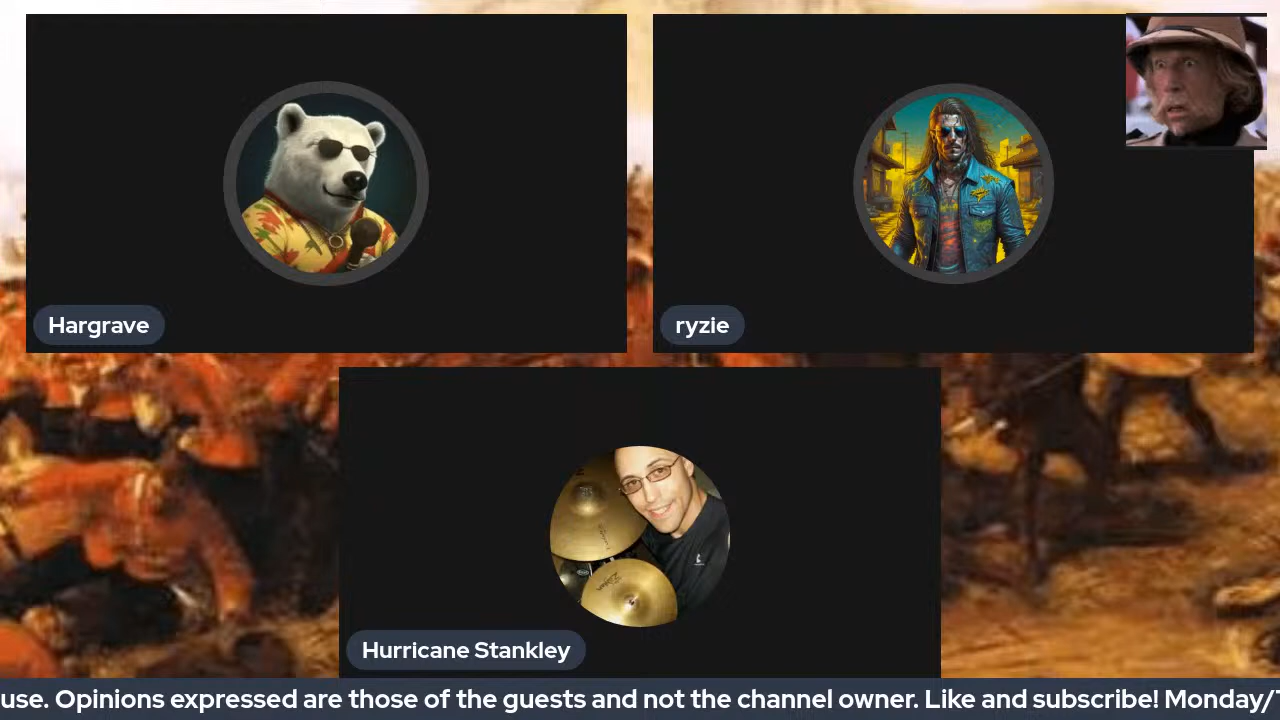 Hargrave
ryzie
Hurricane Stankley
use. Opinions expressed are those of the guests and not the channel owner. Like and subscribe! Monday/